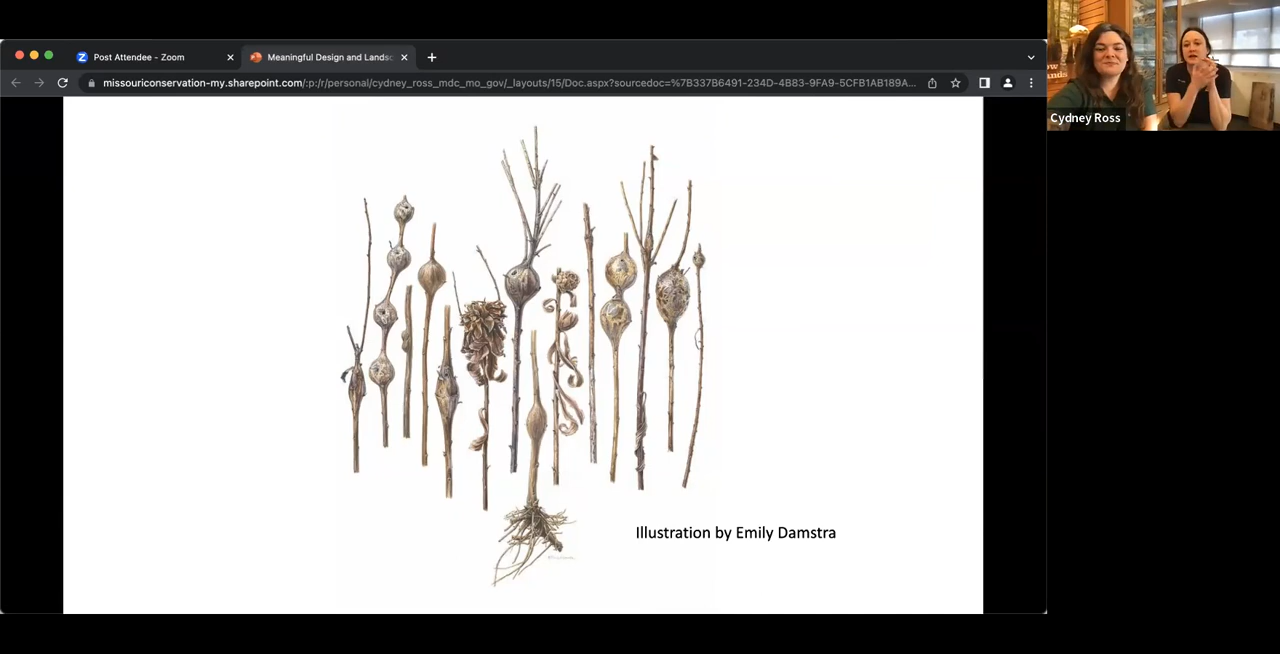 Post Attendee - Zoom
Meaningful Design and Landsc
missouriconservation-my.sharepoint.com/:p:/r/personal/cydney_ross_mdc_mo_gov/_layouts/15/Doc.aspx?sourcedoc=%7B337B6491-234D-4B83-9FA9-5CFB1AB189A...
Cydney Ross
Illustration by Emily Damstra